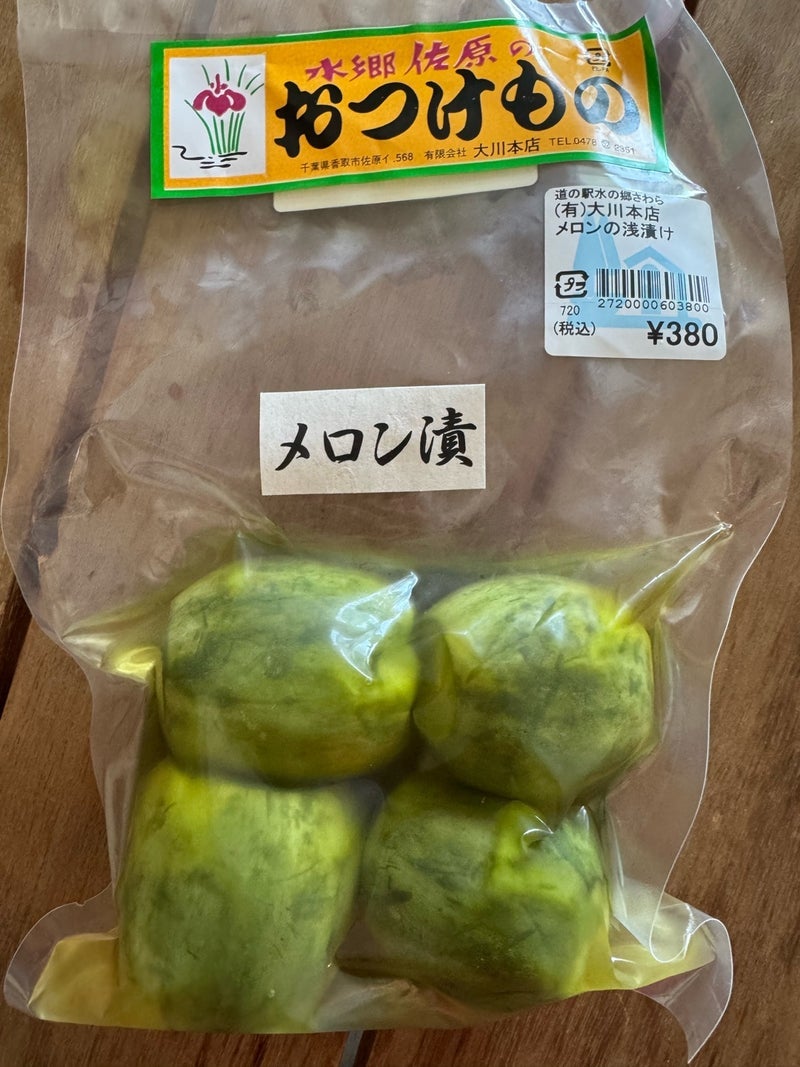 水郷佐原の
おつけもの
千葉県香取市佐原イ.568 有限会社 大川本店 TEL.0478 2351
道の駅水の郷さわら
(有)大川本店
メロンの浅漬け
2720000603800
720
(税込) ¥380
メロン漬